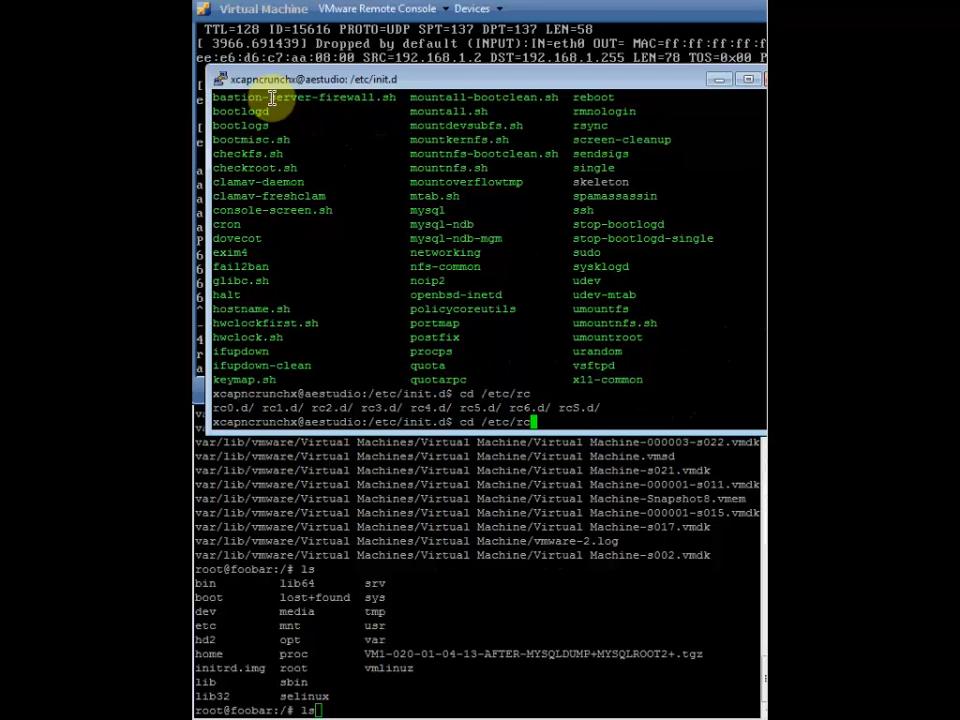 Virtual Machine VMware Remote Console Devices
TTL=128 ID=15616 PROTO=UDP SPT=137 DPT=137 LEN=58
[ 3966.691439] Dropped by default (INPUT):IN=eth0 OUT= MAC=ff:ff:ff:ff:f
ee:e6:d6:c7:aa:08:00 SRC=192.168.1.2 DST=192.168.1.255 LEN=78 TOS=0x00 P
xcapncrunchx@aestudio: /etc/init.d
bastion-server-firewall.sh mountall-bootclean.sh reboot
bootlogd mountall.sh rmnologin
bootlogs mountdevsubfs.sh rsync
bootmisc.sh mountkernfs.sh screen-cleanup
checkfs.sh mountnfs-bootclean.sh sendsigs
checkroot.sh mountnfs.sh single
clamav-daemon mountoverflowtmp skeleton
clamav-freshclam mtab.sh spamassassin
console-screen.sh mysql ssh
cron mysql-ndb stop-bootlogd
dovecot mysql-ndb-mgm stop-bootlogd-single
exim4 networking sudo
fail2ban nfs-common sysklogd
glibc.sh noip2 udev
halt openbsd-inetd udev-mtab
hostname.sh policycoreutils umountfs
hwclockfirst.sh portmap umountnfs.sh
hwclock.sh postfix umountroot
ifupdown procps urandom
ifupdown-clean quota vsftpd
keymap.sh quotarpc x11-common
xcapncrunchx@aestudio:/etc/init.d$ cd /etc/rc
rc0.d/ rc1.d/ rc2.d/ rc3.d/ rc4.d/ rc5.d/ rc6.d/ rcS.d/
xcapncrunchx@aestudio:/etc/init.d$ cd /etc/rc
var/lib/vmware/Virtual Machines/Virtual Machine/Virtual Machine-000003-s022.vmdk
var/lib/vmware/Virtual Machines/Virtual Machine/Virtual Machine.vmsd
var/lib/vmware/Virtual Machines/Virtual Machine/Virtual Machine-s021.vmdk
var/lib/vmware/Virtual Machines/Virtual Machine/Virtual Machine-000001-s011.vmdk
var/lib/vmware/Virtual Machines/Virtual Machine/Virtual Machine-Snapshot8.vmem
var/lib/vmware/Virtual Machines/Virtual Machine/Virtual Machine-000001-s015.vmdk
var/lib/vmware/Virtual Machines/Virtual Machine/Virtual Machine-s017.vmdk
var/lib/vmware/Virtual Machines/Virtual Machine/vmware-2.log
var/lib/vmware/Virtual Machines/Virtual Machine/Virtual Machine-s002.vmdk
root@foobar:/# ls
bin lib64 srv
boot lost+found sys
dev media tmp
etc mnt usr
hd2 opt var
home proc VM1-020-01-04-13-AFTER-MYSQLDUMP+MYSQLROOT2+.tgz
initrd.img root vmlinuz
lib sbin
lib32 selinux
root@foobar:/# ls